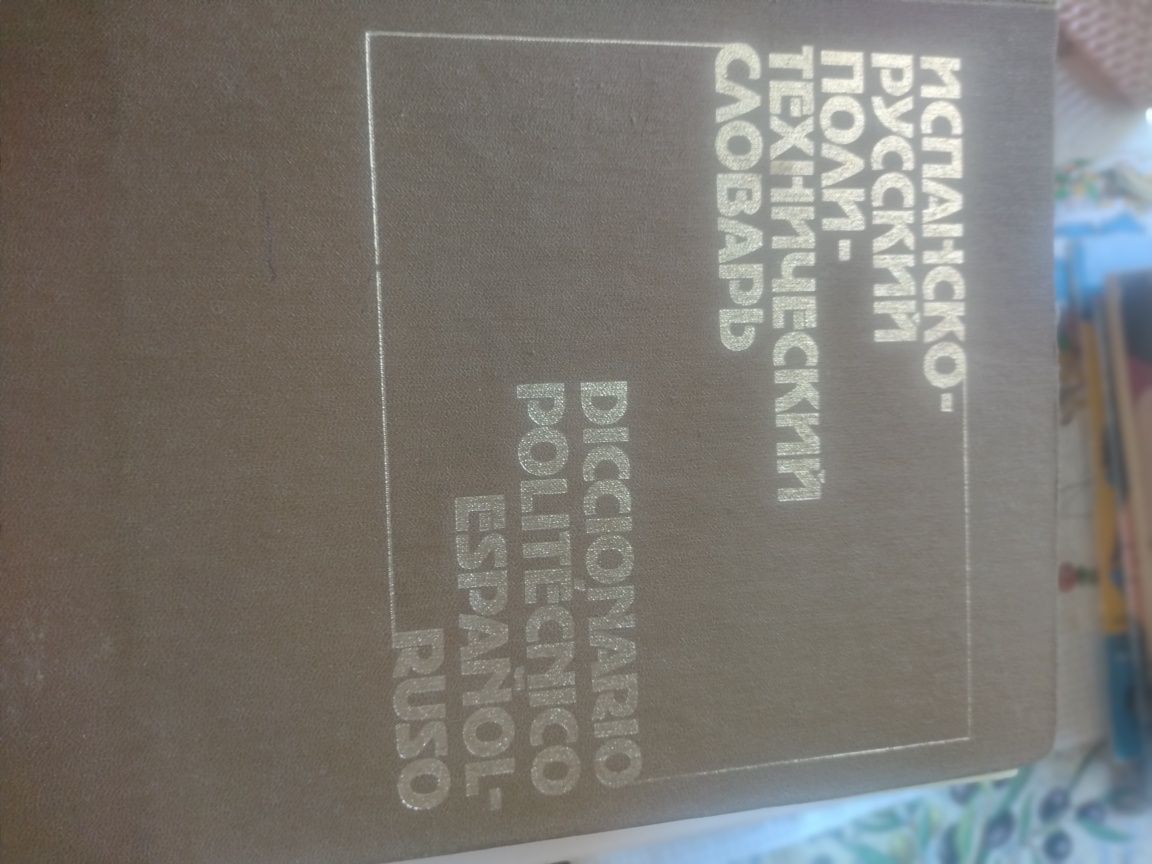 ИСПАНСКО-
РУССКИЙ
ПОЛИ-
ТЕХНИЧЕСКИЙ
СЛОВАРЬ
DICCIONARIO
POLITÉCNICO
ESPAÑOL-
RUSO